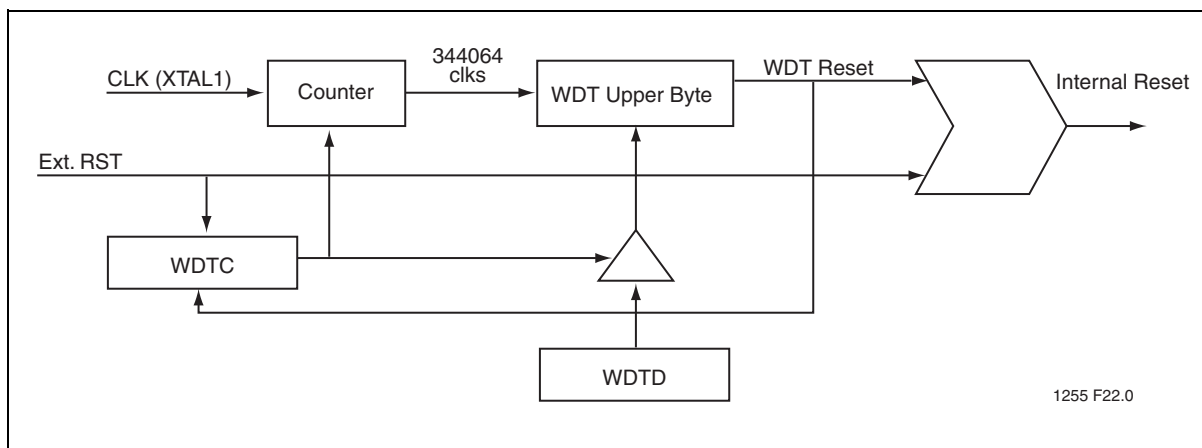 344064
clks
CLK (XTAL1)
Counter
WDT Upper Byte
WDT Reset
Internal Reset
Ext. RST
WDTC
WDTD
1255 F22.0